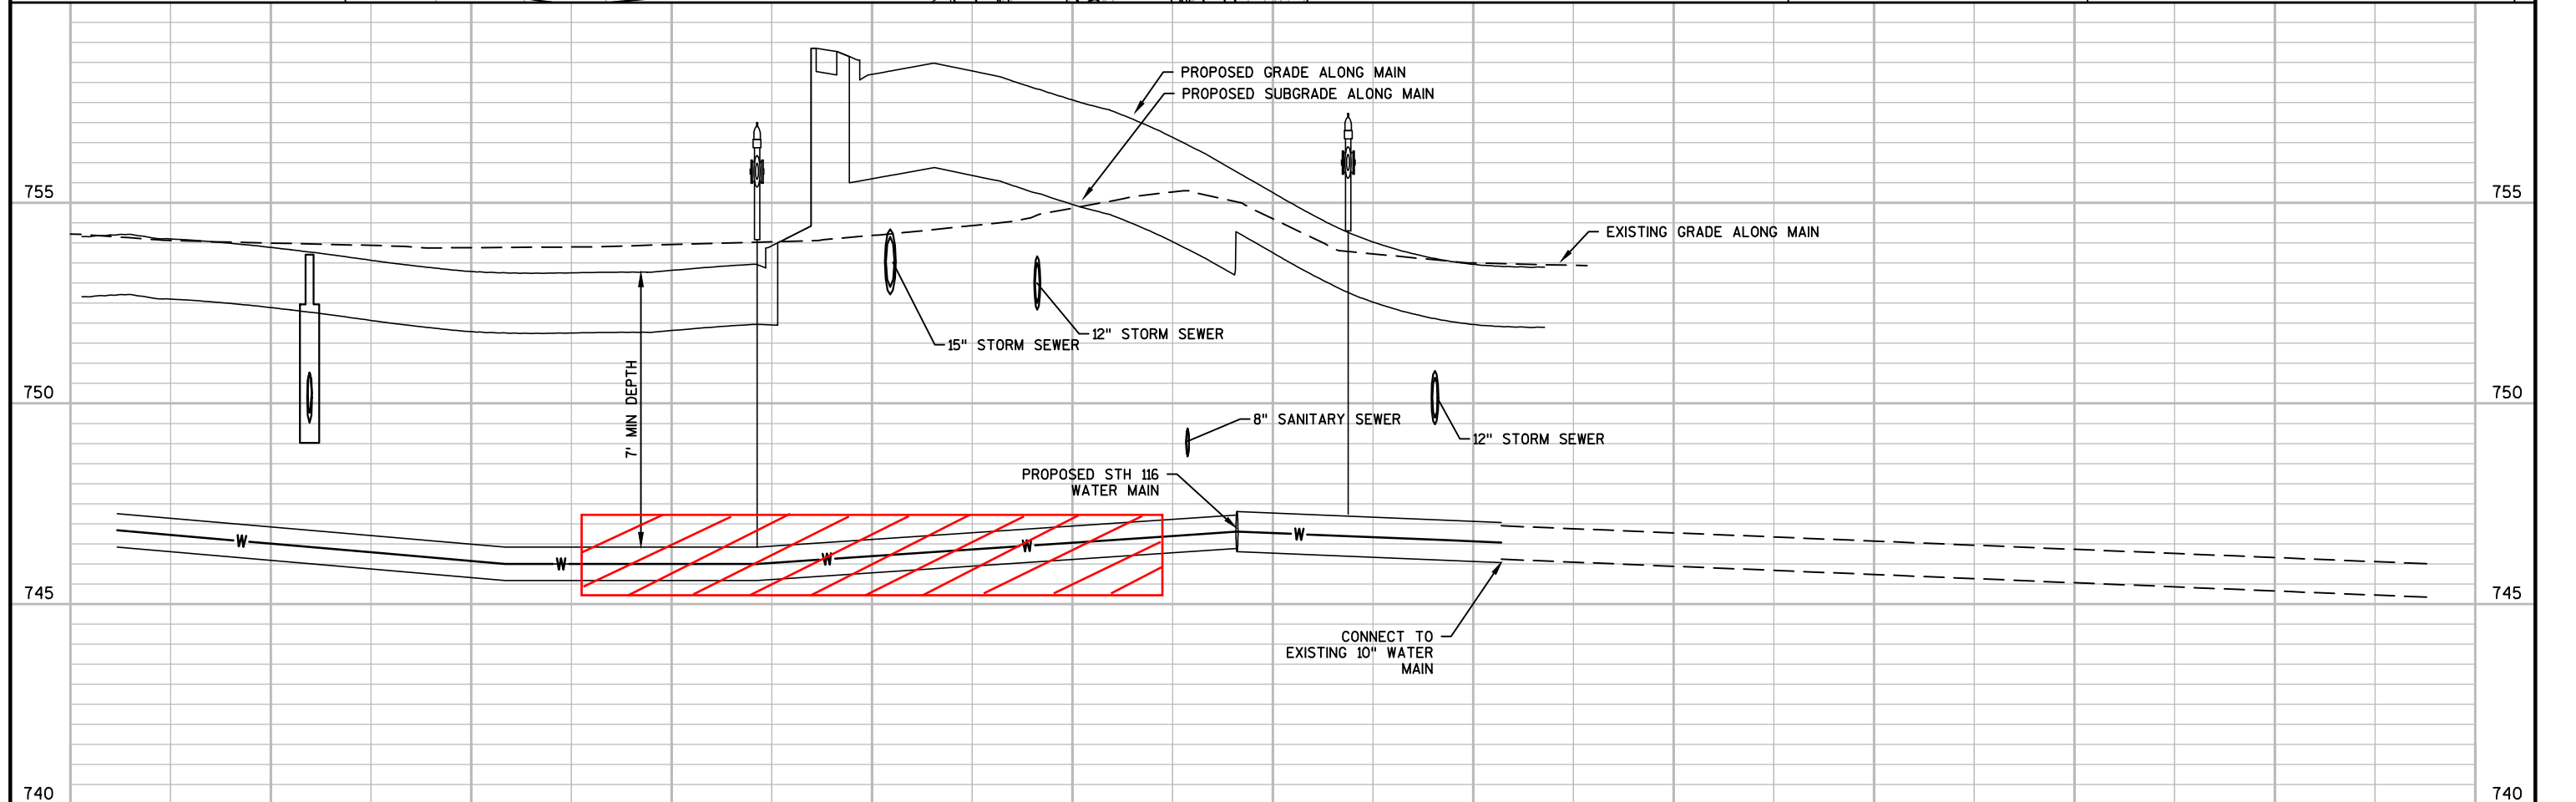 PROPOSED GRADE ALONG MAIN
PROPOSED SUBGRADE ALONG MAIN
755
755
EXISTING GRADE ALONG MAIN
12" STORM SEWER
15" STORM SEWER
7' MIN DEPTH
750
750
8" SANITARY SEWER
12" STORM SEWER
PROPOSED STH 116
WATER MAIN
W
W
W
W
W
745
745
CONNECT TO
EXISTING 10" WATER
MAIN
740
740